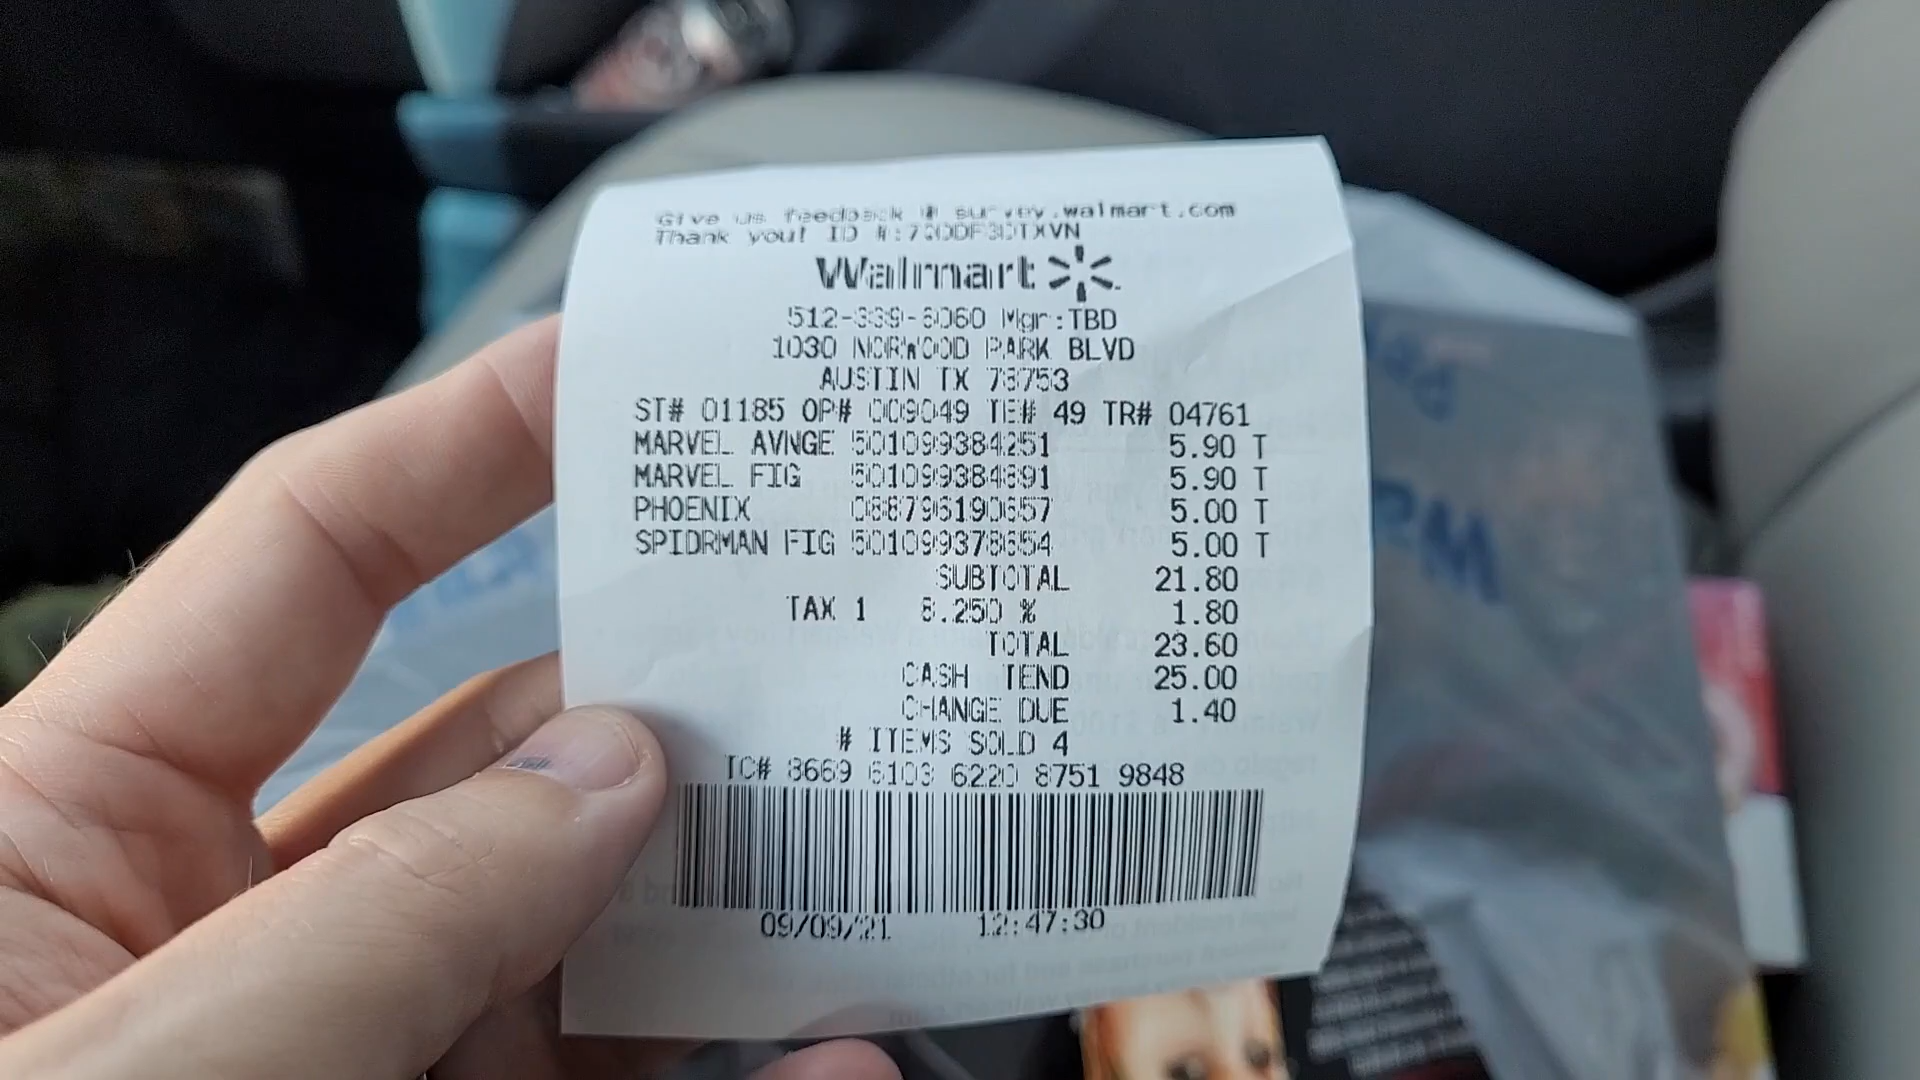 Give us feedback @ survey.walmart.com
Thank you! ID #:
Walmart
512-339-6060 Mgr:TBD
1030 NORWOOD PARK BLVD
AUSTIN TX 78753
ST# 01185 OP# 009049 TE# 49 TR# 04761
MARVEL AVNGE 501099384251 5.90 T
MARVEL FIG 5.90 T
PHOENIX 088796190657 5.00 T
SPIDRMAN FIG 501099378654 5.00 T
SUBTOTAL 21.80
TAX 1 8.250 % 1.80
TOTAL 23.60
CASH TEND 25.00
CHANGE DUE 1.40
# ITEMS SOLD 4
TC# 8669 6103 6220 8751 9848
09/09/21 12:47:30